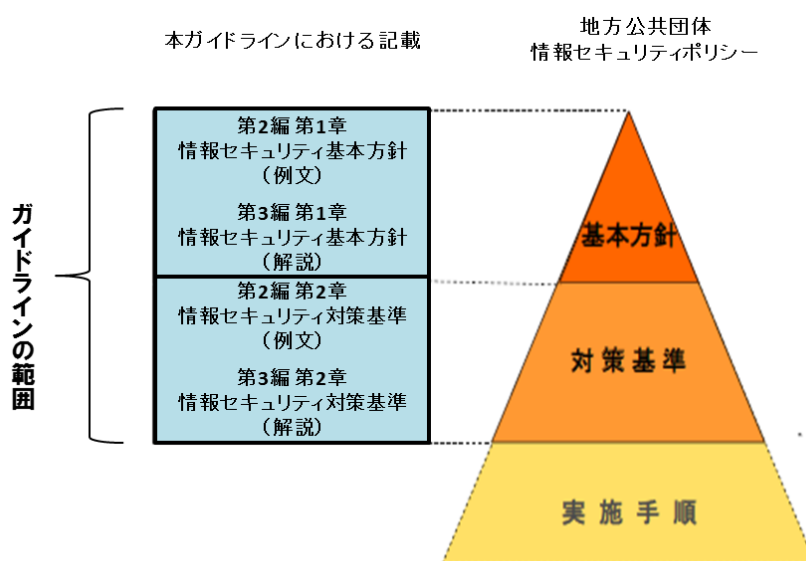 本ガイドラインにおける記載
地方公共団体
情報セキュリティポリシー
ガイドラインの範囲
第2編 第1章
情報セキュリティ基本方針
(例文)
第3編 第1章
情報セキュリティ基本方針
(解説)
第2編 第2章
情報セキュリティ対策基準
(例文)
第3編 第2章
情報セキュリティ対策基準
(解説)
基本方針
対策基準
実施手順